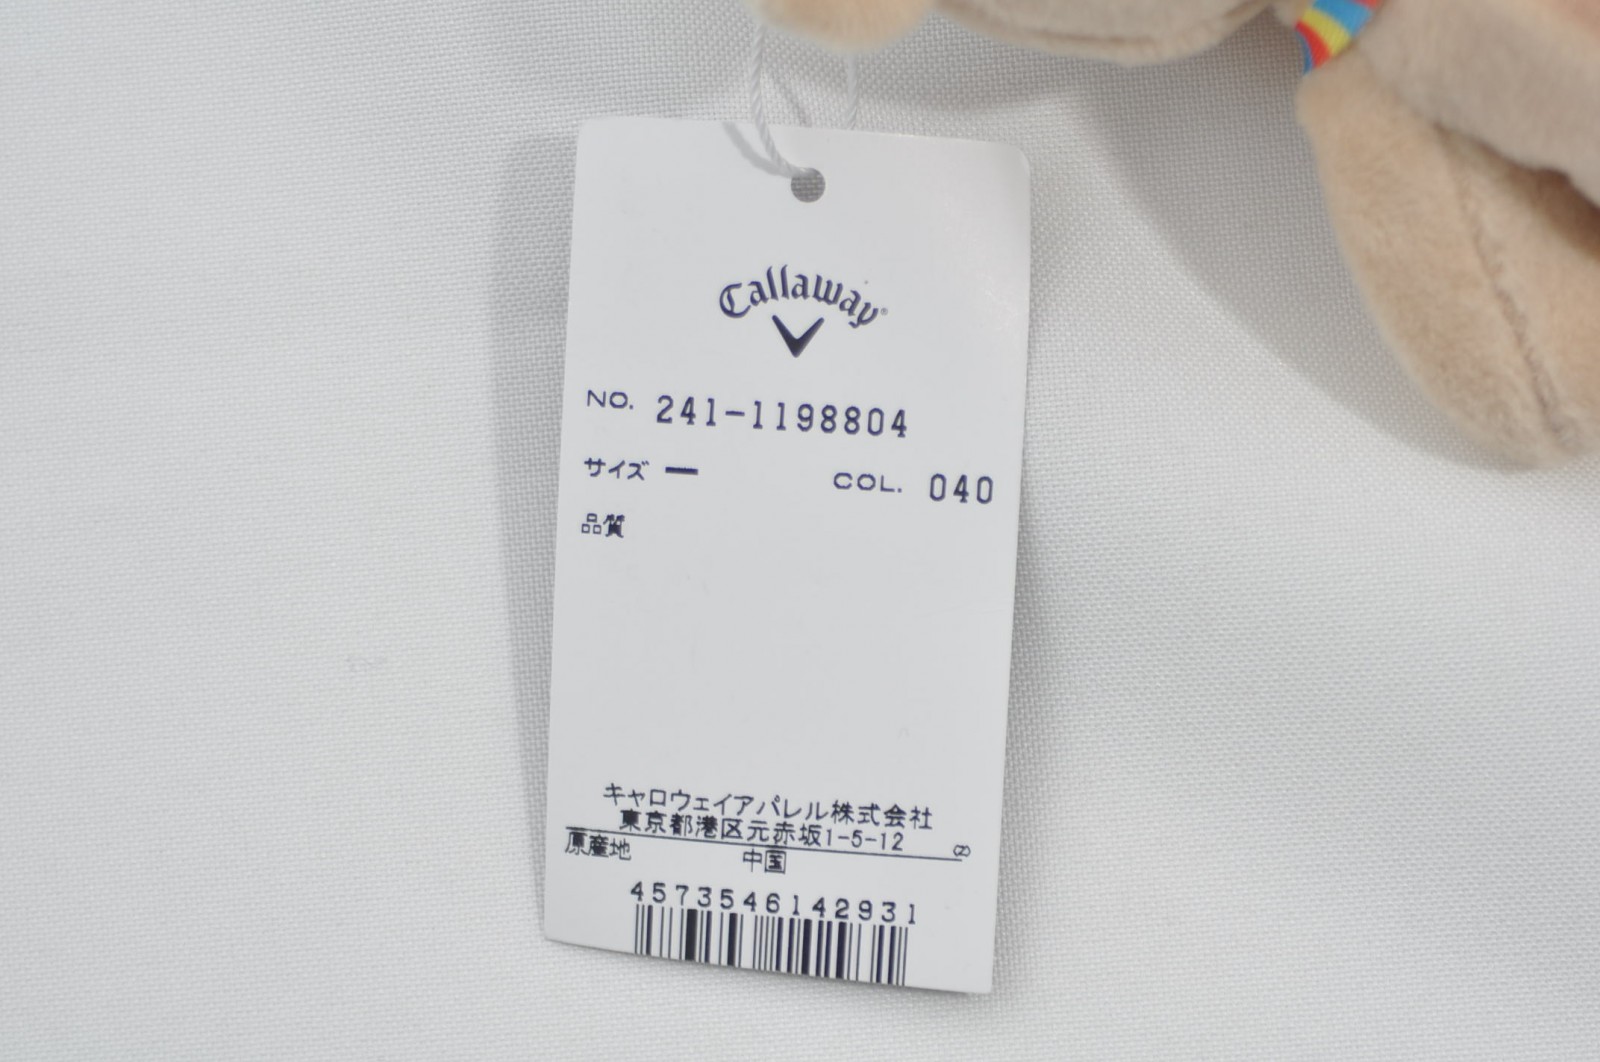 Callaway®
NO. 241-1198804
サイズ — COL. 040
品質
キャロウェイアパレル株式会社
東京都港区元赤坂1-5-12 (2)
原産地 中国
4573546142931